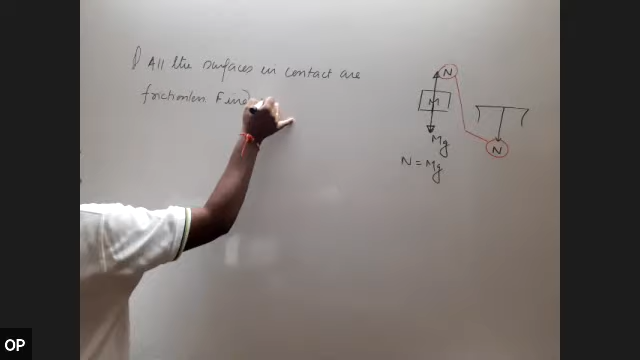 ) All the surfaces in contact are
frictionless Find
N
M
Mg
N = Mg
N
OP